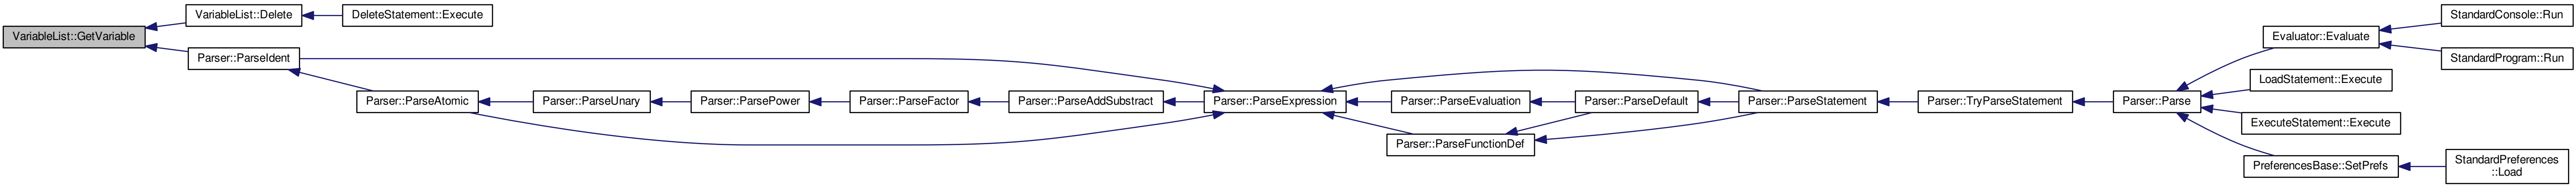 VariableList::GetVariable
VariableList::Delete
DeleteStatement::Execute
Parser::ParseIdent
Parser::ParseAtomic
Parser::ParseUnary
Parser::ParsePower
Parser::ParseFactor
Parser::ParseAddSubstract
Parser::ParseExpression
Parser::ParseEvaluation
Parser::ParseDefault
Parser::ParseFunctionDef
Parser::ParseStatement
Parser::TryParseStatement
Parser::Parse
Evaluator::Evaluate
StandardConsole::Run
StandardProgram::Run
LoadStatement::Execute
ExecuteStatement::Execute
PreferencesBase::SetPrefs
StandardPreferences
::Load